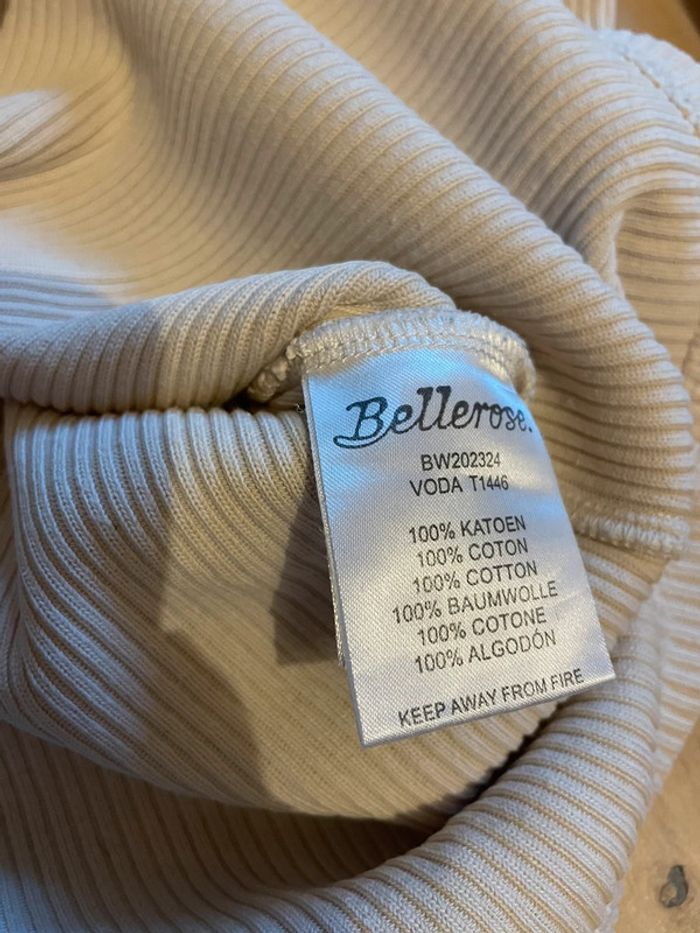 Bellerose.
BW202324
VODA T1446
100% KATOEN
100% COTON
100% COTTON
100% BAUMWOLLE
100% COTONE
100% ALGODÓN
KEEP AWAY FROM FIRE